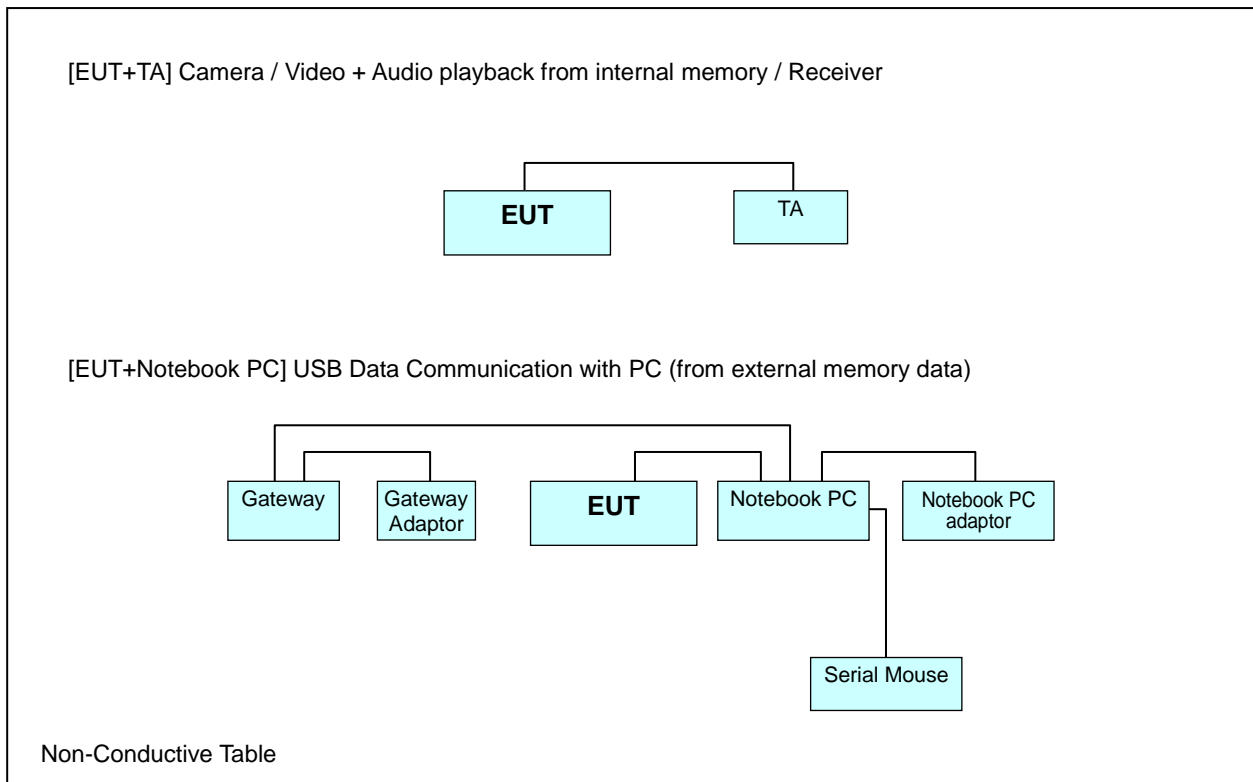 [EUT+TA] Camera / Video + Audio playback from internal memory / Receiver
EUT
TA
[EUT+Notebook PC] USB Data Communication with PC (from external memory data)
Gateway
Gateway
Adaptor
EUT
Notebook PC
Notebook PC
adaptor
Serial Mouse
Non-Conductive Table